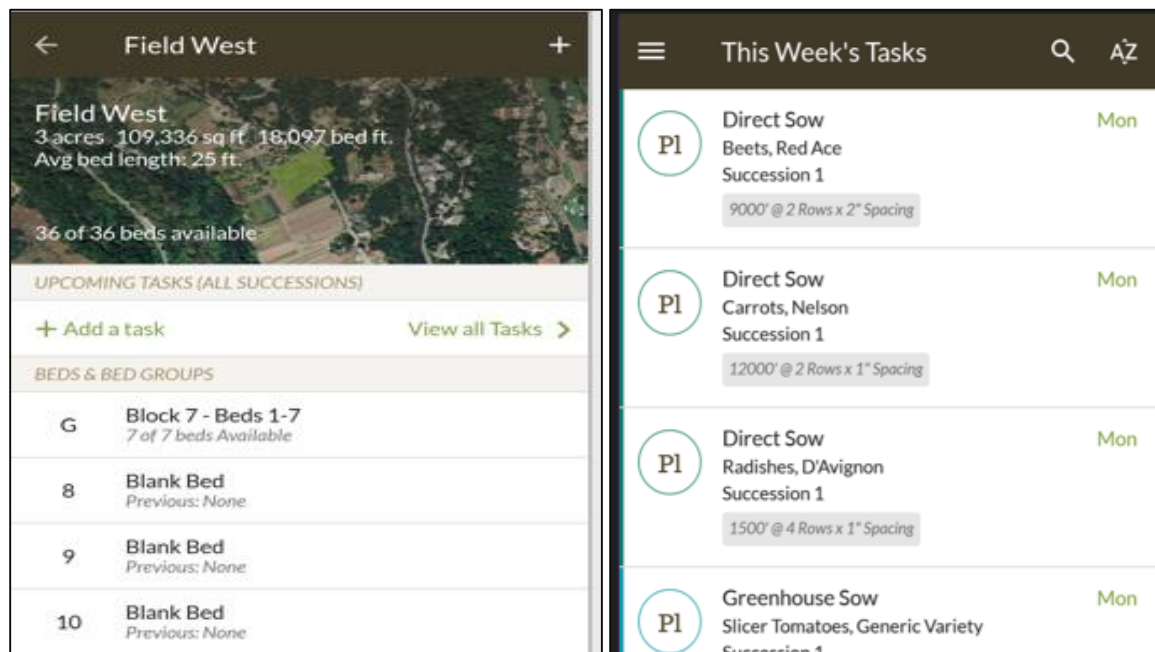 Field West
Field West
3 acres 109,336 sq ft 18,097 bed ft.
Avg bed length: 25 ft.
36 of 36 beds available
UPCOMING TASKS (ALL SUCCESSIONS)
+ Add a task View all Tasks >
BEDS & BED GROUPS
G
Block 7 - Beds 1-7
7 of 7 beds Available
8
Blank Bed
Previous: None
9
Blank Bed
Previous: None
10
Blank Bed
Previous: None
This Week's Tasks AZ
Pl
Direct Sow Mon
Beets, Red Ace
Succession 1
9000' @ 2 Rows x 2" Spacing
Pl
Direct Sow Mon
Carrots, Nelson
Succession 1
12000' @ 2 Rows x 1" Spacing
Pl
Direct Sow Mon
Radishes, D'Avignon
Succession 1
1500' @ 4 Rows x 1" Spacing
Pl
Greenhouse Sow Mon
Slicer Tomatoes, Generic Variety
Succession 1